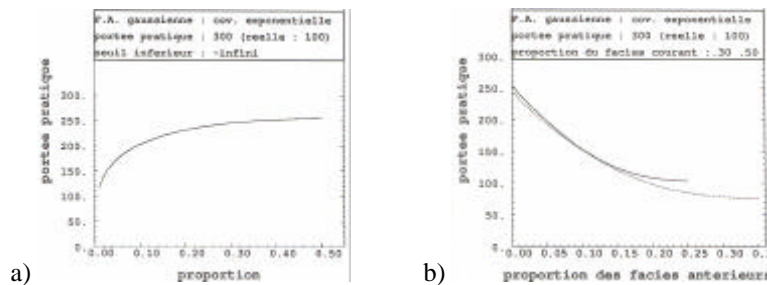 F.A. gaussienne : cov. exponentielle
portee pratique : 300 (reelle : 100)
seuil inferieur : -infini
portee pratique
300.
250.
200.
150.
100.
50.
0.
0.00 0.10 0.20 0.30 0.40 0.50
proportion
a)
F.A. gaussienne : cov. exponentielle
portee pratique : 300 (reelle : 100)
proportion du facies courant : .30 .50
portee pratique
300.
250.
200.
150.
100.
50.
0.
0.00 0.05 0.10 0.15 0.20 0.25 0.30 0.3
proportion des facies anterieurs
b)